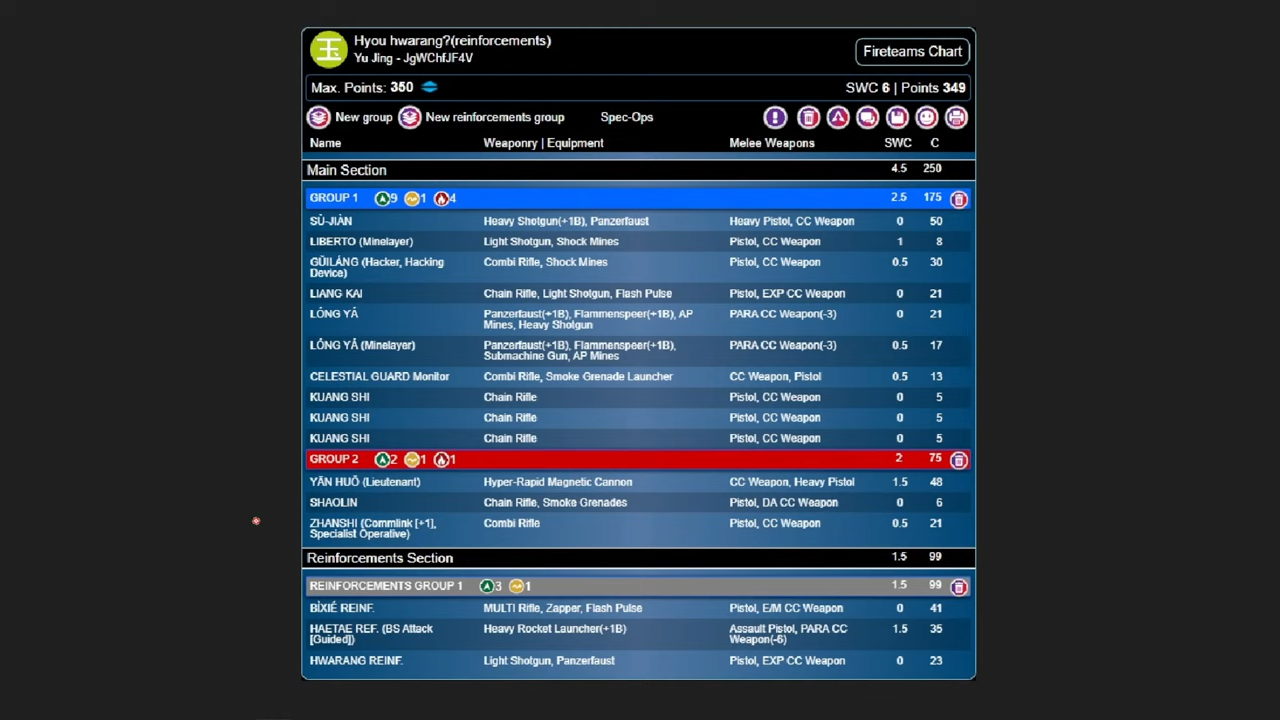 玉
Hyou hwarang?(reinforcements)
Yu Jing - JgWChfJF4V
Fireteams Chart
Max. Points: 350
SWC 6 | Points 349
New group
New reinforcements group
Spec-Ops
Name Weaponry | Equipment Melee Weapons SWC C
Main Section 4.5 250
GROUP 1 9 1 4 2.5 175
SÙ-JIÀN Heavy Shotgun(+1B), Panzerfaust Heavy Pistol, CC Weapon 0 50
LIBERTO (Minelayer) Light Shotgun, Shock Mines Pistol, CC Weapon 1 8
GǓILÁNG (Hacker, Hacking Combi Rifle, Shock Mines Pistol, CC Weapon 0.5 30
Device)
LIANG KAI Chain Rifle, Light Shotgun, Flash Pulse Pistol, EXP CC Weapon 0 21
LÓNG YÁ Panzerfaust(+1B), Flammenspeer(+1B), AP PARA CC Weapon(-3) 0 21
Mines, Heavy Shotgun
LÓNG YÁ (Minelayer) Panzerfaust(+1B), Flammenspeer(+1B), PARA CC Weapon(-3) 0.5 17
Submachine Gun, AP Mines
CELESTIAL GUARD Monitor Combi Rifle, Smoke Grenade Launcher CC Weapon, Pistol 0.5 13
KUANG SHI Chain Rifle Pistol, CC Weapon 0 5
KUANG SHI Chain Rifle Pistol, CC Weapon 0 5
KUANG SHI Chain Rifle Pistol, CC Weapon 0 5
GROUP 2 2 1 1 2 75
YĀN HUǑ (Lieutenant) Hyper-Rapid Magnetic Cannon CC Weapon, Heavy Pistol 1.5 48
SHAOLIN Chain Rifle, Smoke Grenades Pistol, DA CC Weapon 0 6
ZHANSHI (Commlink [+1], Combi Rifle Pistol, CC Weapon 0.5 21
Specialist Operative)
Reinforcements Section 1.5 99
REINFORCEMENTS GROUP 1 3 1 1.5 99
BÌXIÉ REINF. MULTI Rifle, Zapper, Flash Pulse Pistol, E/M CC Weapon 0 41
HAETAE REF. (BS Attack Heavy Rocket Launcher(+1B) Assault Pistol, PARA CC 1.5 35
[Guided]) Weapon(-6)
HWARANG REINF. Light Shotgun, Panzerfaust Pistol, EXP CC Weapon 0 23